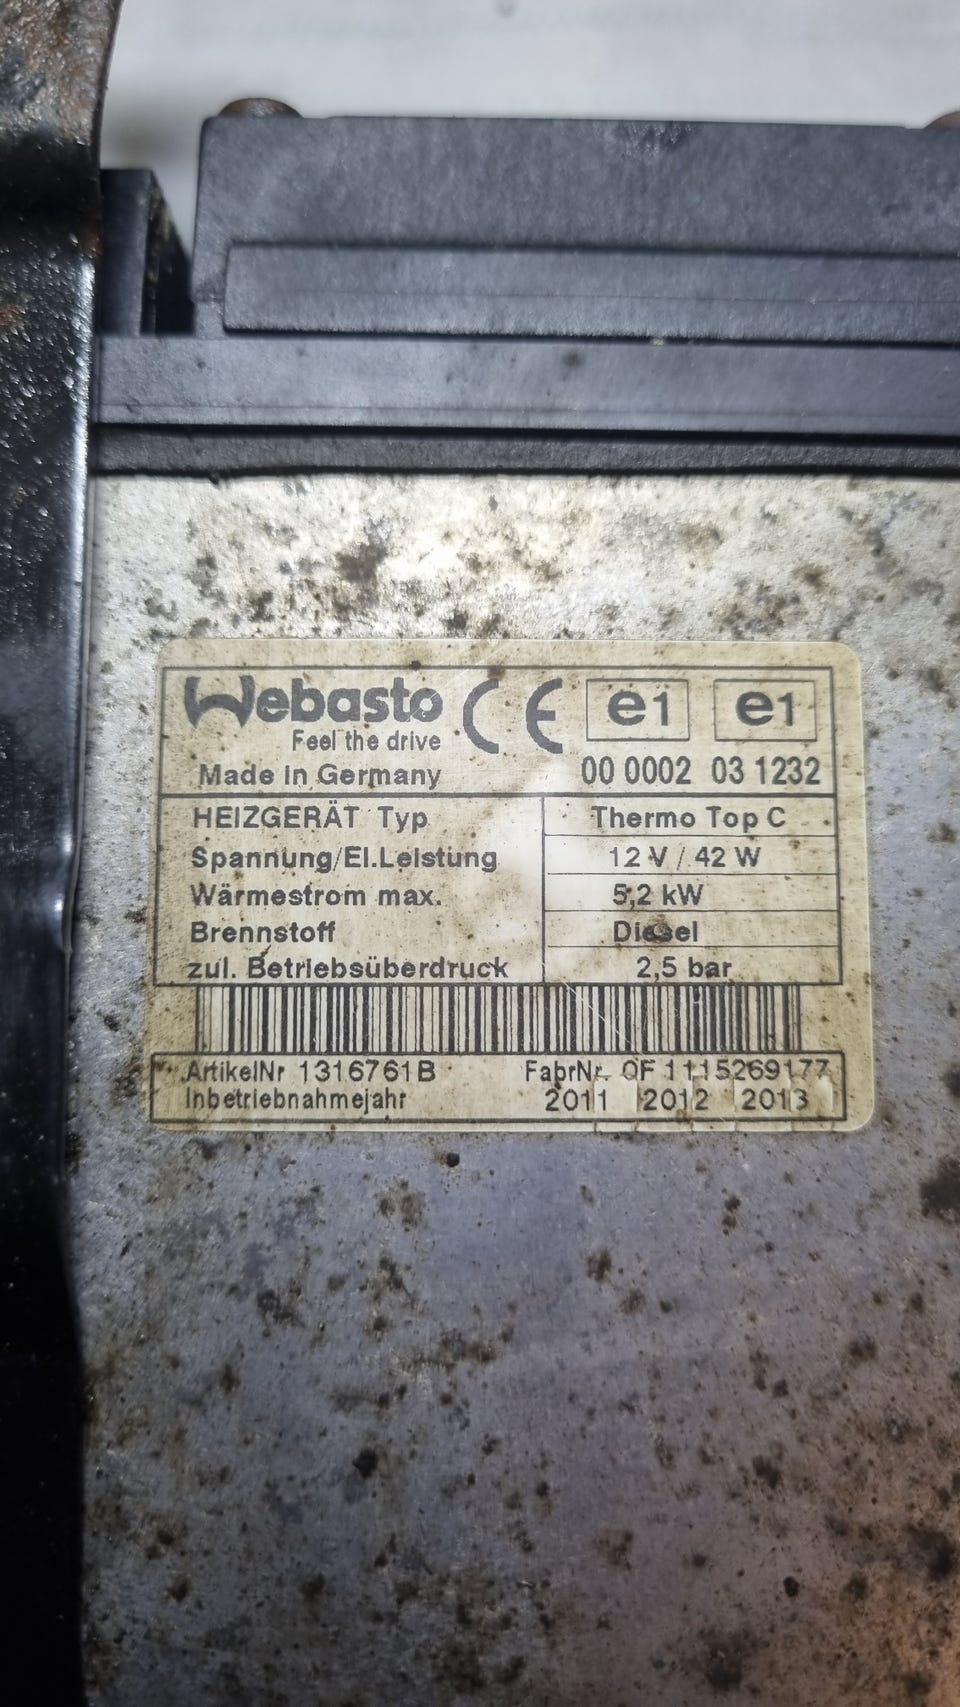 Webasto CE e1 e1
Feel the drive
Made in Germany 00 0002 03 1232
HEIZGERÄT Typ Thermo Top C
Spannung/El.Leistung 12 V / 42 W
Wärmestrom max. 5,2 kW
Brennstoff Diesel
zul. Betriebsüberdruck 2,5 bar
ArtikelNr 1316761B FabrNr. 0F1115269177
Inbetriebnahmejahr 2011 2012 2013